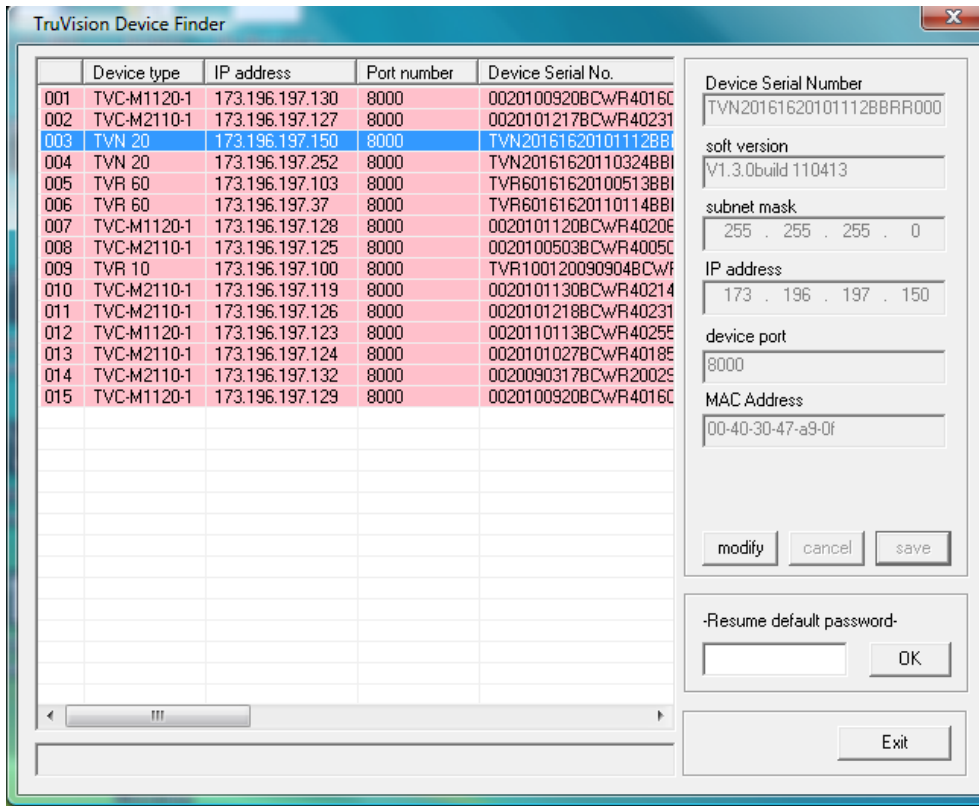 TruVision Device Finder
Device type IP address Port number Device Serial No.
001 TVC-M1120-1 173.196.197.130 8000 0020100920BCWR40160
002 TVC-M2110-1 173.196.197.127 8000 0020101217BCWR40231
003 TVN 20 173.196.197.150 8000 TVN20161620101112BBI
004 TVN 20 173.196.197.252 8000 TVN20161620110324BBI
005 TVR 60 173.196.197.103 8000 TVR60161620100513BBI
006 TVR 60 173.196.197.37 8000 TVR60161620110114BBI
007 TVC-M1120-1 173.196.197.128 8000 0020101120BCWR40206
008 TVC-M2110-1 173.196.197.125 8000 0020100503BCWR40050
009 TVR 10 173.196.197.100 8000 TVR100120090904BCWF
010 TVC-M2110-1 173.196.197.119 8000 0020101130BCWR40214
011 TVC-M2110-1 173.196.197.126 8000 0020101218BCWR40231
012 TVC-M1120-1 173.196.197.123 8000 0020110113BCWR40255
013 TVC-M2110-1 173.196.197.124 8000 0020101027BCWR40185
014 TVC-M2110-1 173.196.197.132 8000 0020090317BCWR20029
015 TVC-M1120-1 173.196.197.129 8000 0020100920BCWR40160
Device Serial Number
TVN20161620101112BBRR000
soft version
V1.3.0build 110413
subnet mask
255 . 255 . 255 . 0
IP address
173 . 196 . 197 . 150
device port
8000
MAC Address
00-40-30-47-a9-0f
modify cancel save
-Resume default password-
OK
Exit